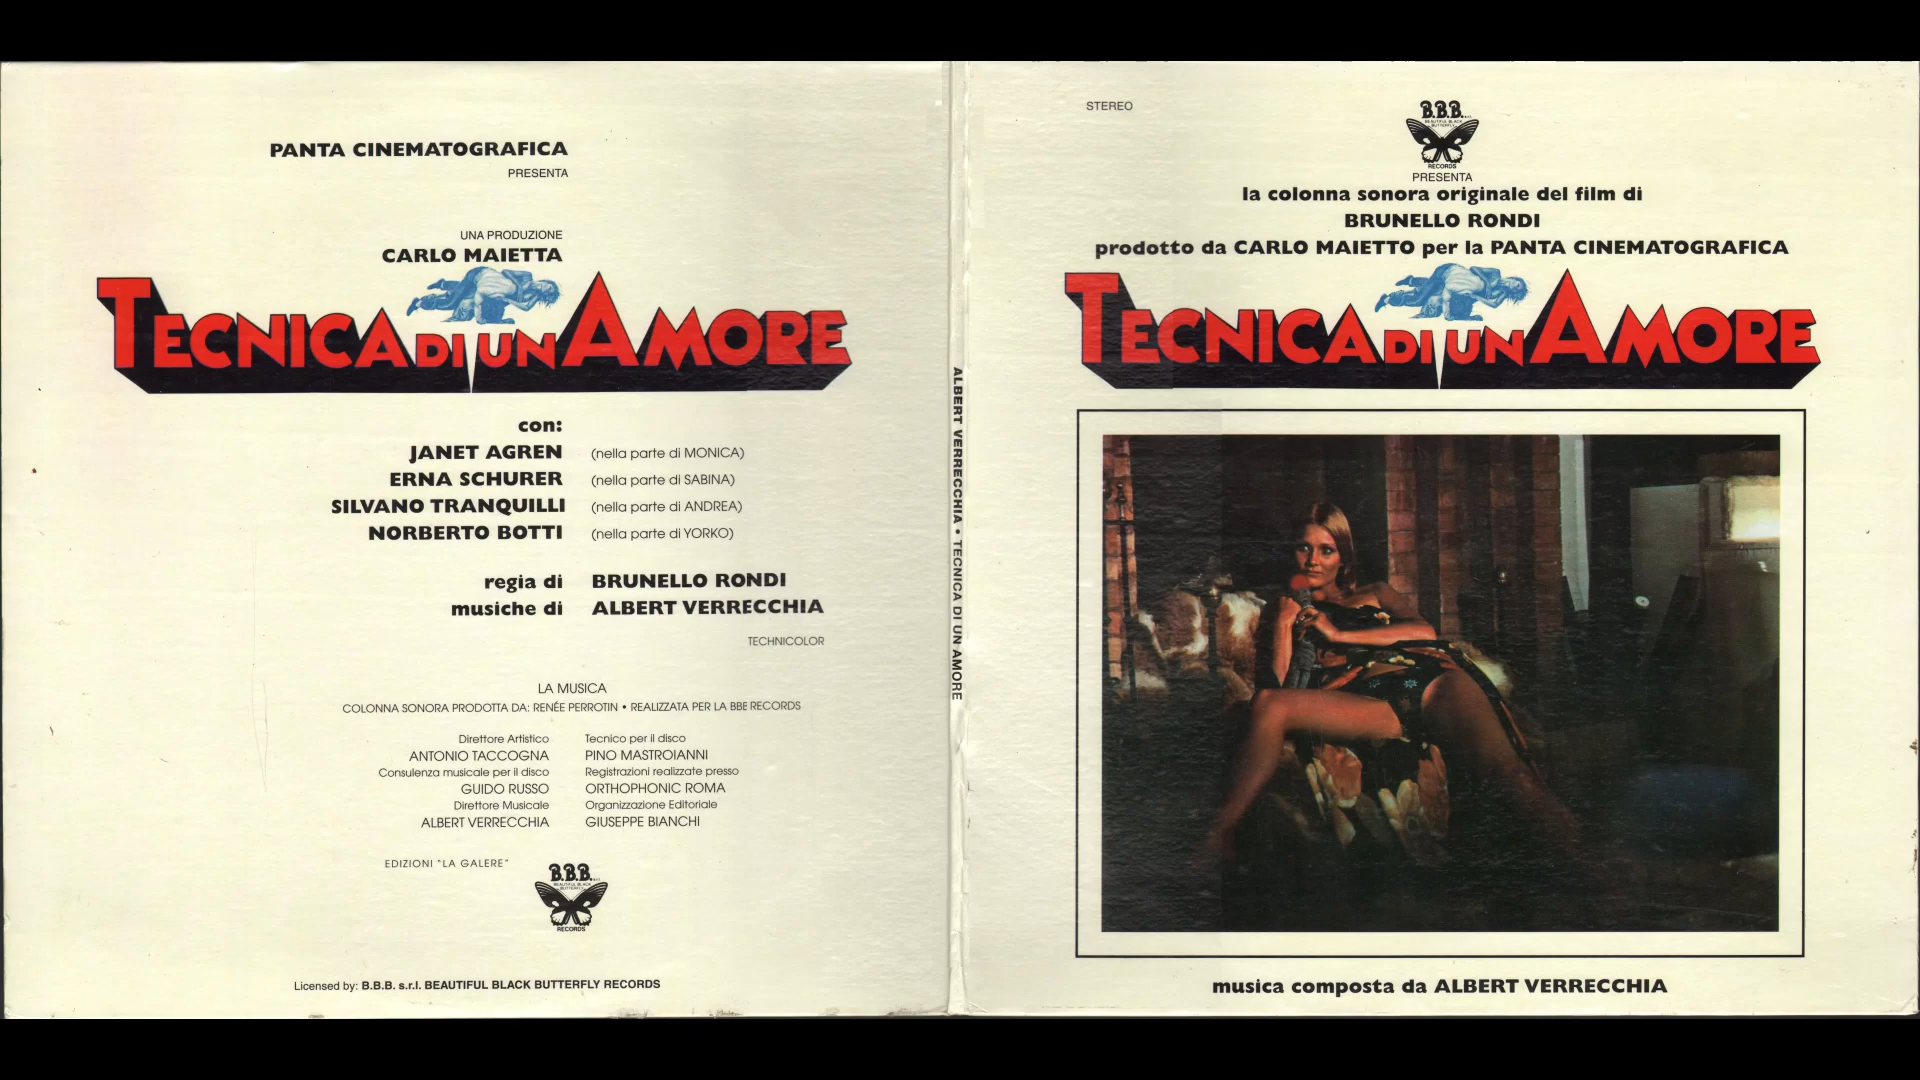 PANTA CINEMATOGRAFICA
PRESENTA
UNA PRODUZIONE
CARLO MAIETTA
TECNICA DI UN AMORE
con:
JANET AGREN (nella parte di MONICA)
ERNA SCHURER (nella parte di SABINA)
SILVANO TRANQUILLI (nella parte di ANDREA)
NORBERTO BOTTI (nella parte di YORKO)
regia di BRUNELLO RONDI
musiche di ALBERT VERRECCHIA
TECHNICOLOR
LA MUSICA
COLONNA SONORA PRODOTTA DA: RENÉE PERROTIN • REALIZZATA PER LA BBE RECORDS
Direttore Artistico Tecnico per il disco
ANTONIO TACCOGNA PINO MASTROIANNI
Consulenza musicale per il disco Registrazioni realizzate presso
GUIDO RUSSO ORTHOPHONIC ROMA
Direttore Musicale Organizzazione Editoriale
ALBERT VERRECCHIA GIUSEPPE BIANCHI
EDIZIONI "LA GALERE"
B.B.B. s.r.l.
BEAUTIFUL BLACK
BUTTERFLY
RECORDS
Licensed by: B.B.B. s.r.l. BEAUTIFUL BLACK BUTTERFLY RECORDS
ALBERT VERRECCHIA • TECNICA DI UN AMORE
STEREO
B.B.B. s.r.l.
BEAUTIFUL BLACK
BUTTERFLY
RECORDS
PRESENTA
la colonna sonora originale del film di
BRUNELLO RONDI
prodotto da CARLO MAIETTO per la PANTA CINEMATOGRAFICA
TECNICA DI UN AMORE
musica composta da ALBERT VERRECCHIA